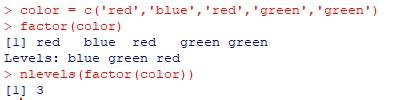 > color = c('red','blue','red','green','green')
> factor(color)
[1] red   blue  red   green green
Levels: blue green red
> nlevels(factor(color))
[1] 3